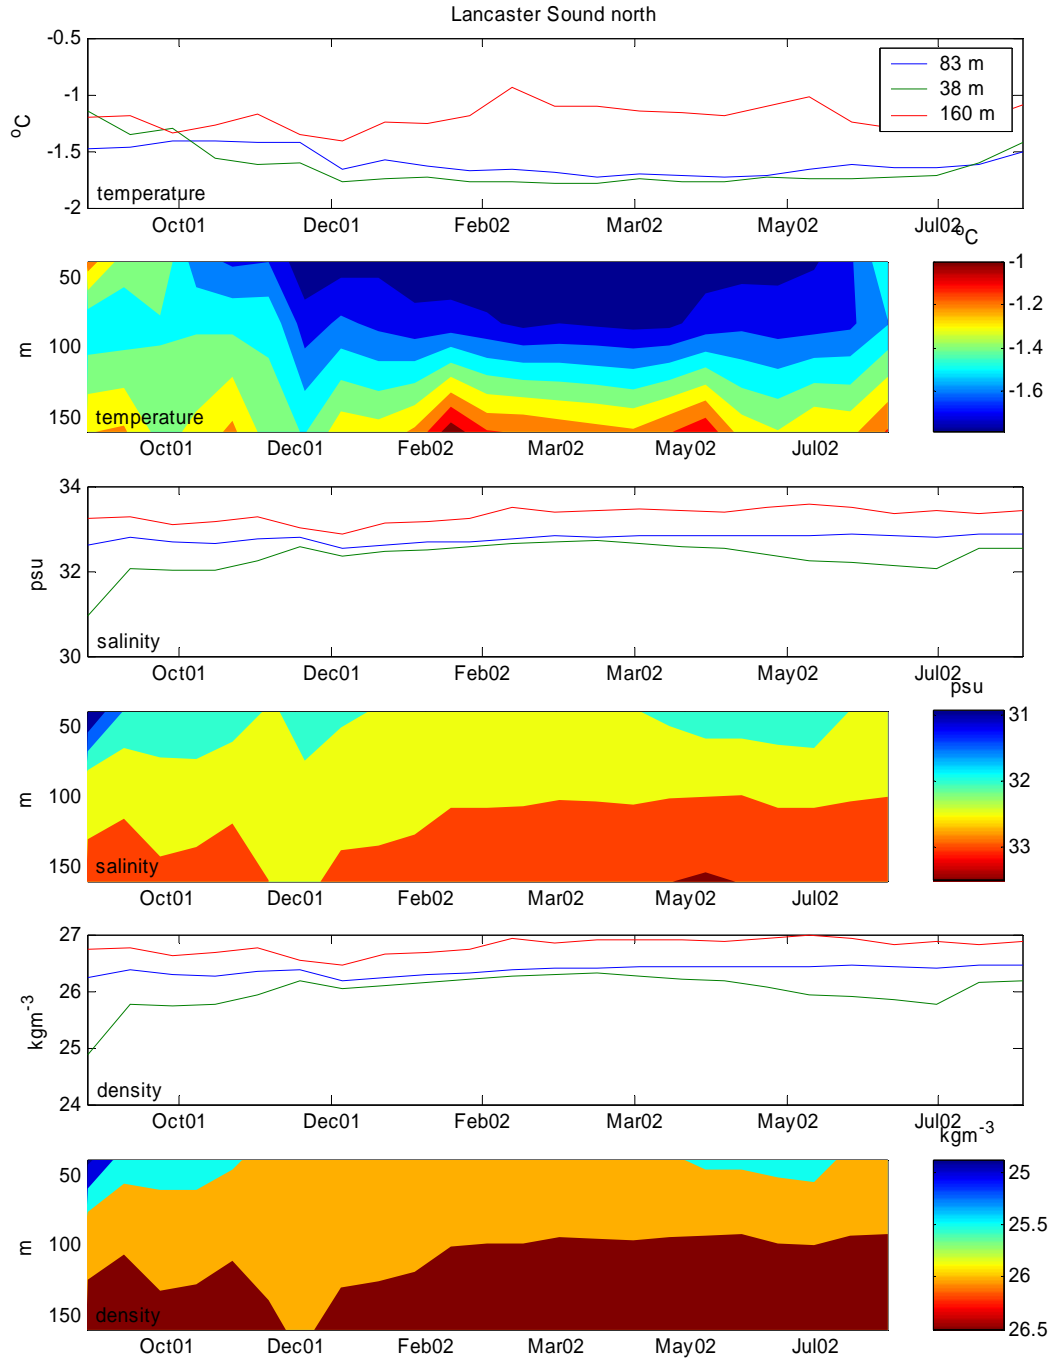 Lancaster Sound north
-0.5
-1
-1.5
-2
°C
83 m
38 m
160 m
temperature
Oct01 Dec01 Feb02 Mar02 May02 Jul02
°C
50
100
150
m
temperature
Oct01 Dec01 Feb02 Mar02 May02 Jul02
-1
-1.2
-1.4
-1.6
34
32
30
psu
salinity
Oct01 Dec01 Feb02 Mar02 May02 Jul02
psu
50
100
150
m
salinity
Oct01 Dec01 Feb02 Mar02 May02 Jul02
31
32
33
27
26
25
24
kgm-3
density
Oct01 Dec01 Feb02 Mar02 May02 Jul02
kgm-3
50
100
150
m
density
Oct01 Dec01 Feb02 Mar02 May02 Jul02
25
25.5
26
26.5